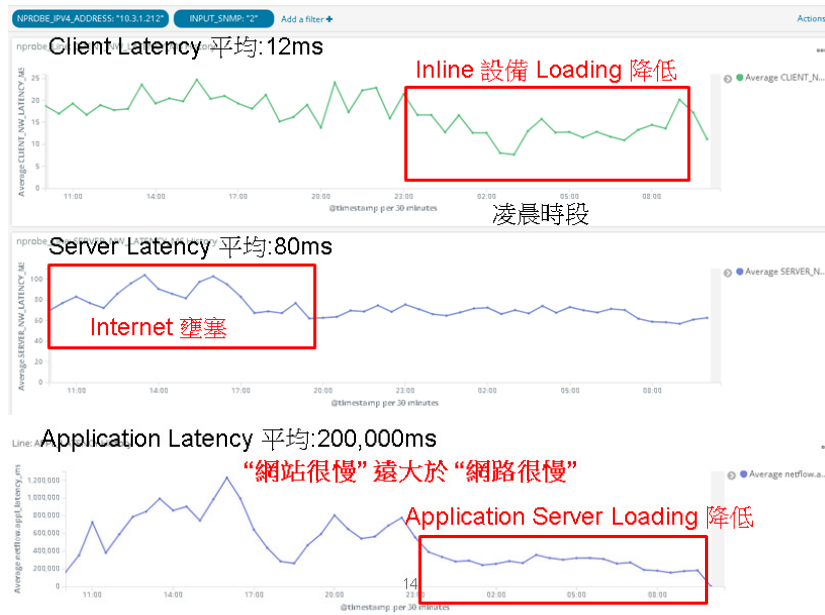 NPROBE_IPV4_ADDRESS: "10.3.1.212" INPUT_SNMP: "2" Add a filter + Actions
Client Latency 平均:12ms
Inline 設備 Loading 降低
Average CLIENT_NW_LATENCY_MS
Average CLIENT_N...
25
20
15
10
5
0
11:00 14:00 17:00 20:00 23:00 02:00 05:00 08:00
@timestamp per 30 minutes
凌晨時段
Server Latency 平均:80ms
Average SERVER_NW_LATENCY_MS
Average SERVER_N...
100
80
60
40
20
0
Internet 壅塞
11:00 14:00 17:00 20:00 23:00 02:00 05:00 08:00
@timestamp per 30 minutes
Application Latency 平均:200,000ms
“網站很慢” 遠大於 “網路很慢”
Average netflow.appl_latency_ms
Average netflow.a...
1,200,000
1,000,000
800,000
600,000
400,000
200,000
0
Application Server Loading 降低
14
11:00 14:00 17:00 20:00 23:00 02:00 05:00 08:00
@timestamp per 30 minutes